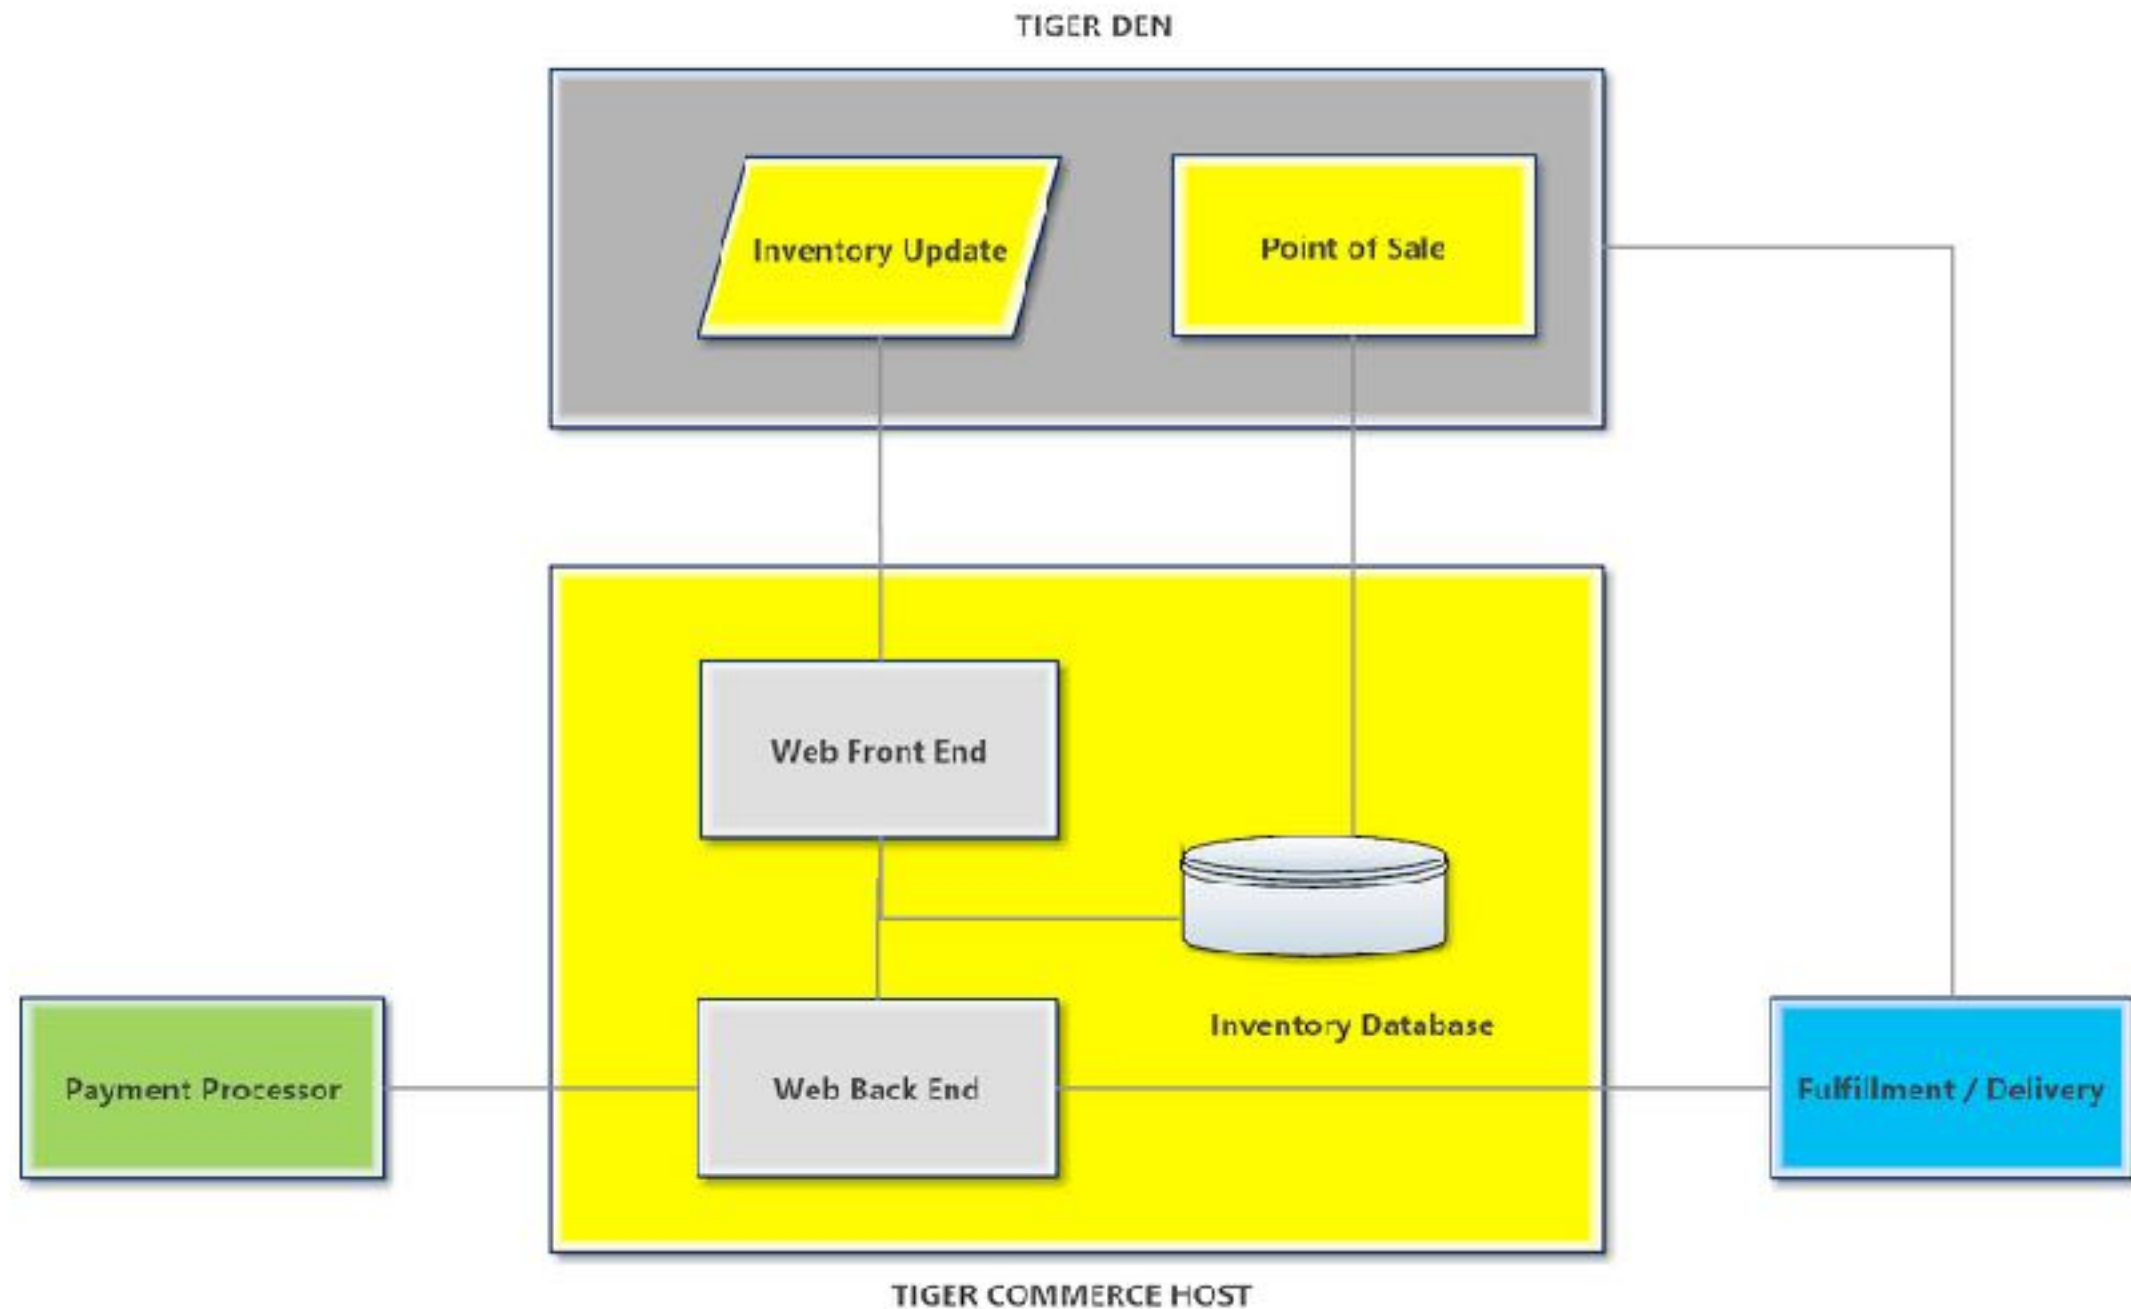 TIGER DEN
Inventory Update
Point of Sale
Web Front End
Inventory Database
Payment Processor
Web Back End
Fulfillment / Delivery
TIGER COMMERCE HOST